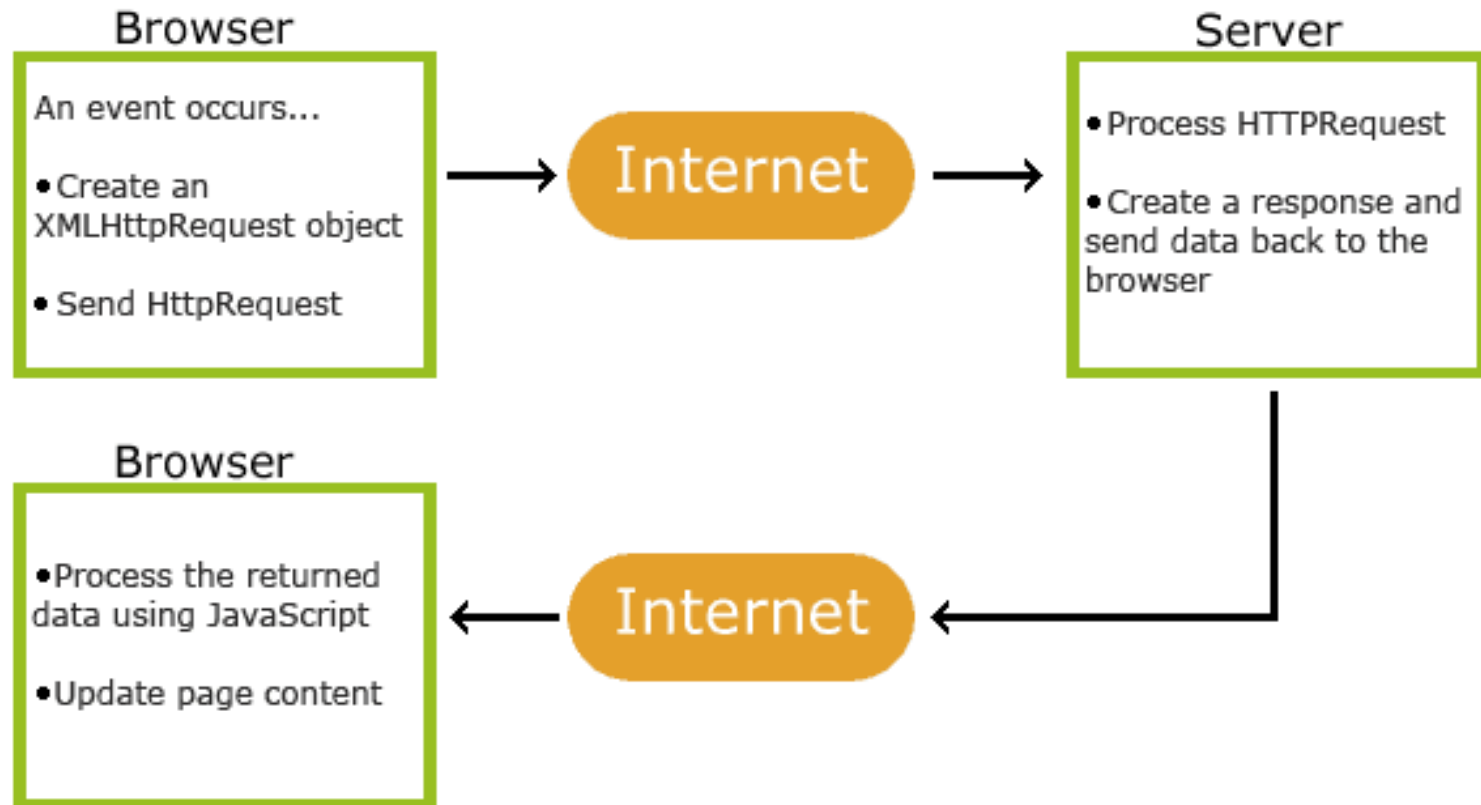 Browser
An event occurs...
•Create an
XMLHttpRequest object
• Send HttpRequest
Internet
Server
•Process HTTPRequest
•Create a response and
send data back to the
browser
Browser
•Process the returned
data using JavaScript
•Update page content
Internet